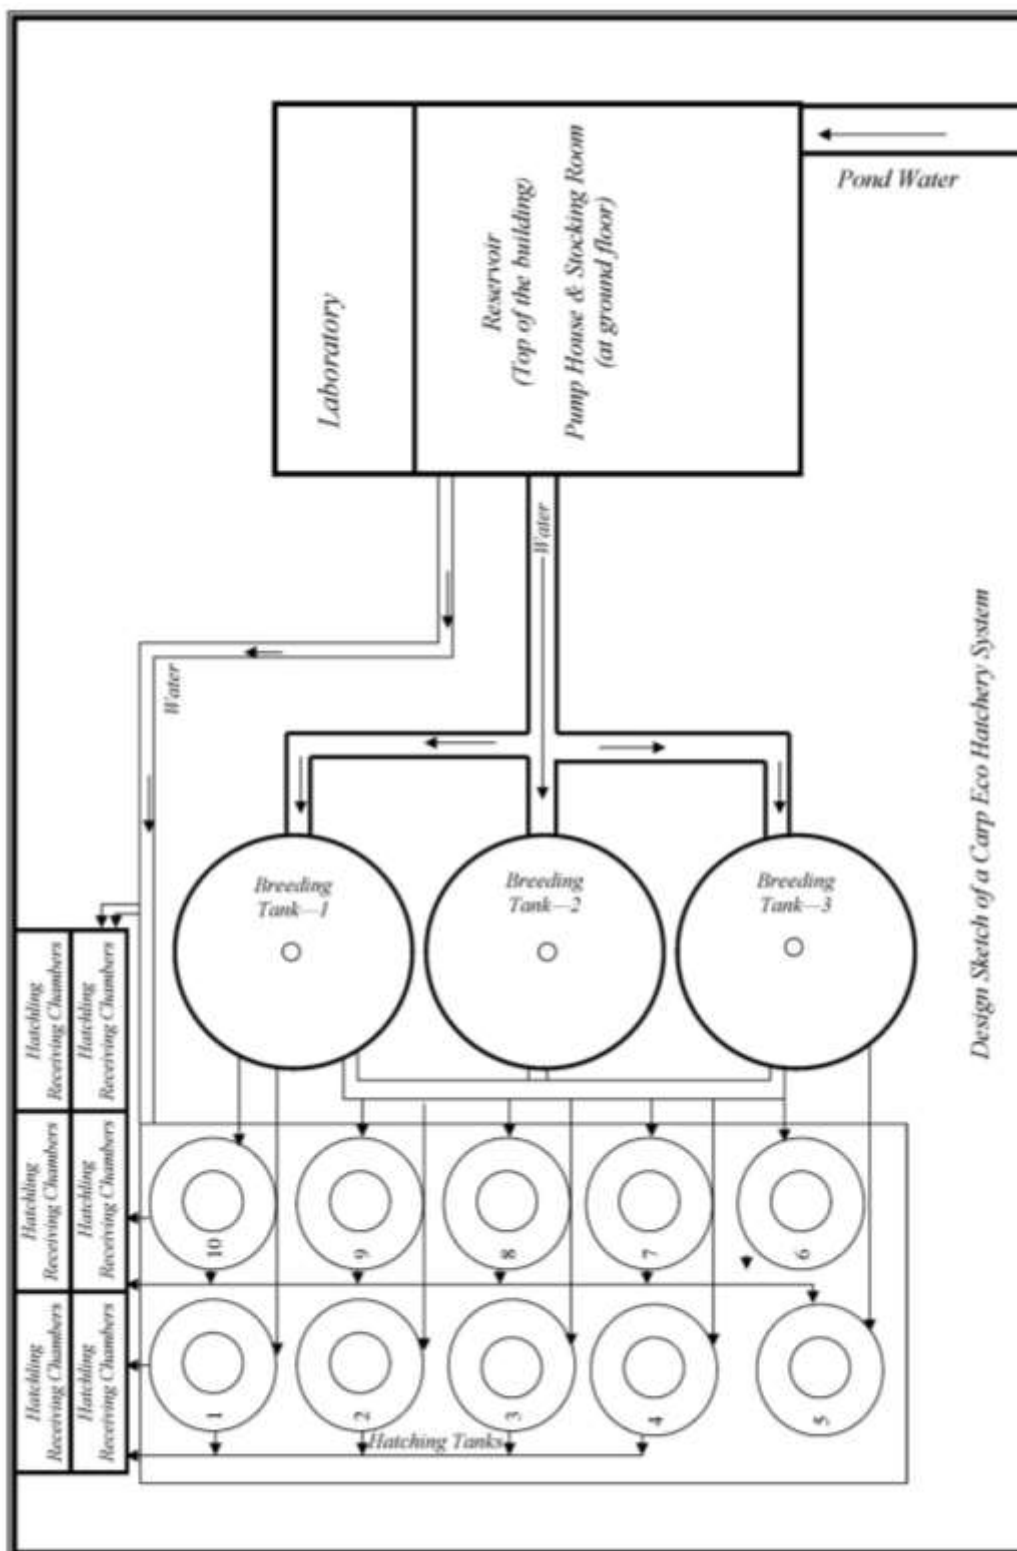 Pond Water
Laboratory
Reservoir
(Top of the building)
Pump House & Stocking Room
(at ground floor)
Water
Water
Breeding
Tank—1
Breeding
Tank—2
Breeding
Tank—3
Hatchling
Receiving Chambers
Hatchling
Receiving Chambers
Hatchling
Receiving Chambers
Hatchling
Receiving Chambers
Hatchling
Receiving Chambers
Hatchling
Receiving Chambers
10
9
8
7
6
1
2
3
4
5
Hatching Tanks
Design Sketch of a Carp Eco Hatchery System